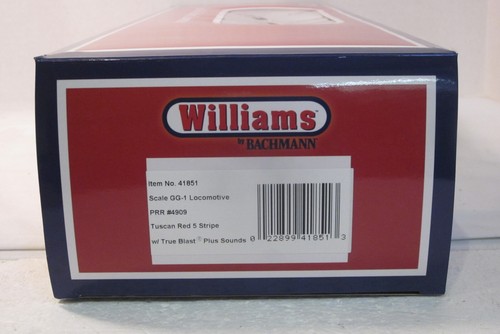 Williams
by BACHMANN
Item No. 41851
Scale GG-1 Locomotive
PRR #4909
Tuscan Red 5 Stripe
w/ True Blast® Plus Sounds
0 22899 41851 3